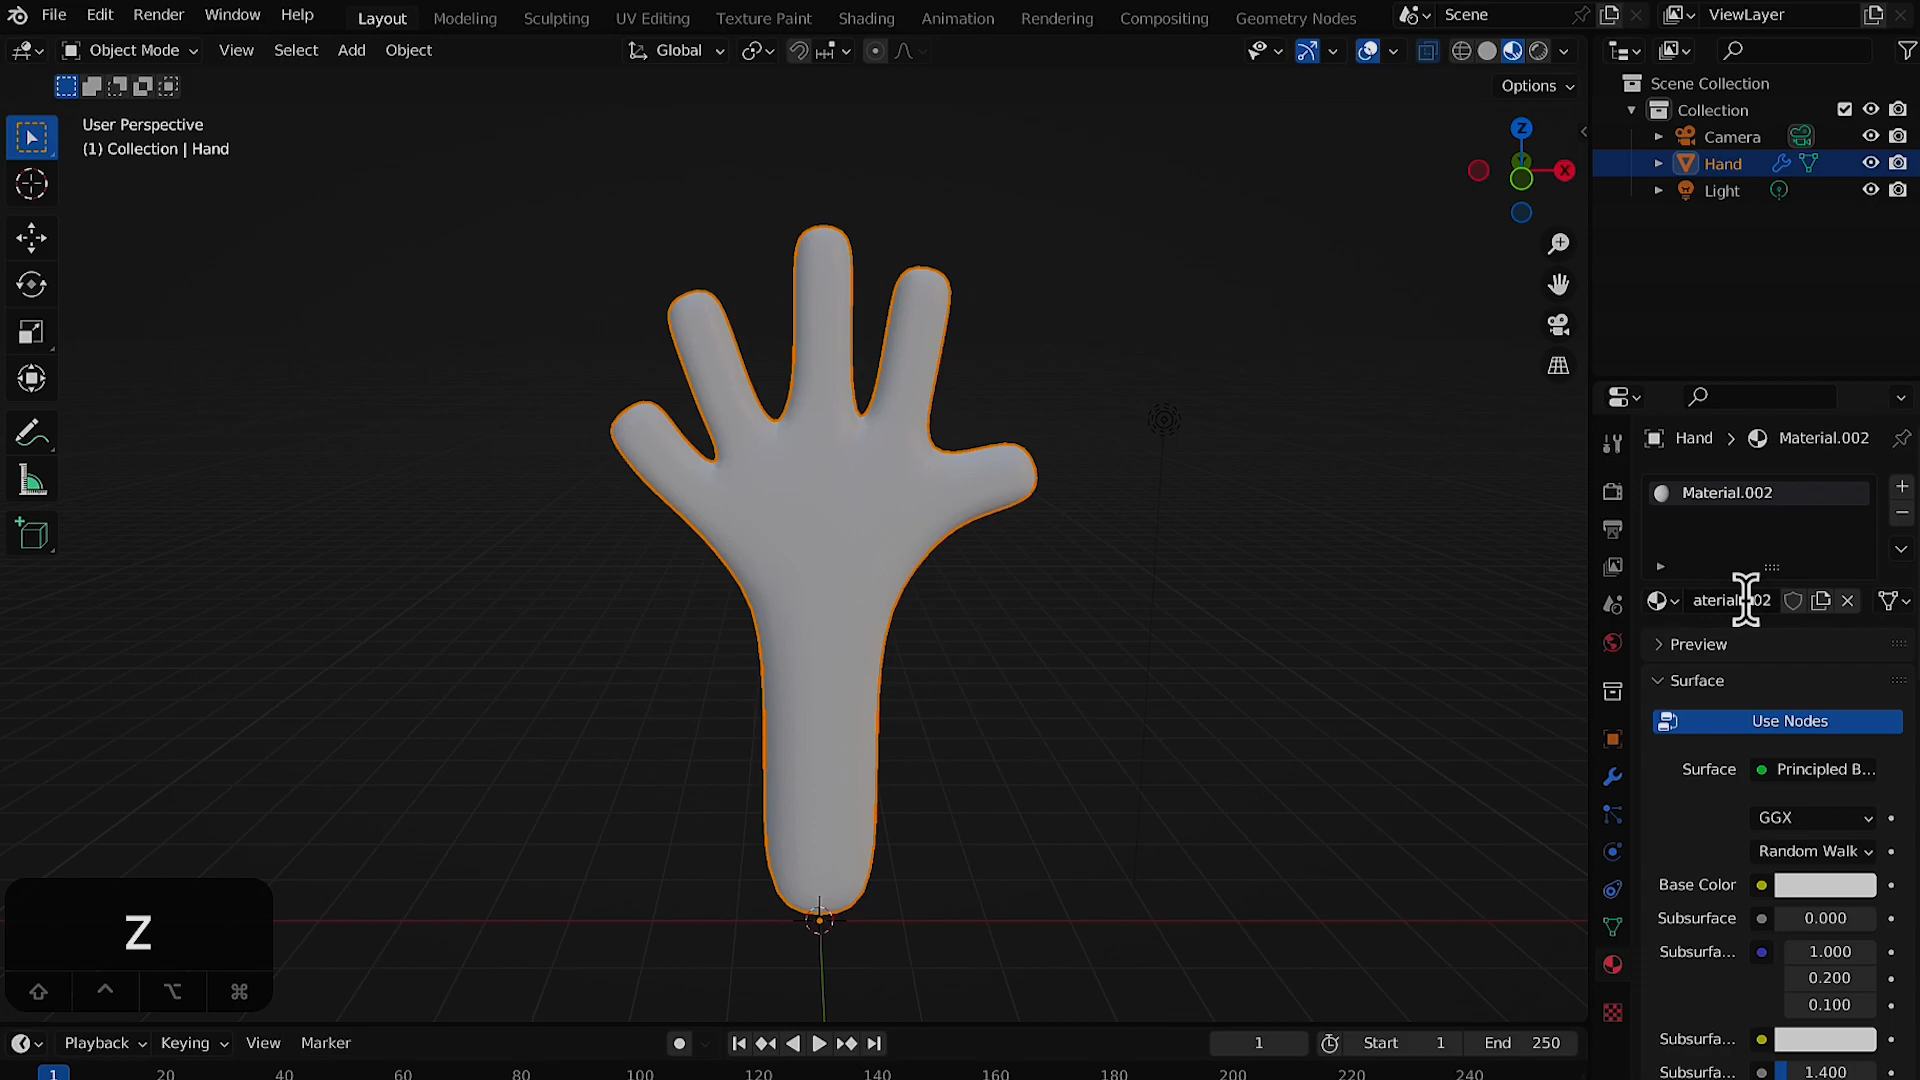 File Edit Render Window Help Layout Modeling Sculpting UV Editing Texture Paint Shading Animation Rendering Compositing Geometry Nodes Scene ViewLayer
Object Mode View Select Add Object Global
Options
User Perspective
(1) Collection | Hand
Z
X
Scene Collection
Collection
Camera
Hand
Light
Hand > Material.002
Material.002
Preview
Surface
Use Nodes
Surface Principled B...
GGX
Random Walk
Base Color
Subsurface 0.000
Subsurfa... 1.000
0.200
0.100
Subsurfa...
Subsurfa... 1.400
Z
Playback Keying View Marker 1 Start 1 End 250
1 20 40 60 80 100 120 140 160 180 200 220 240